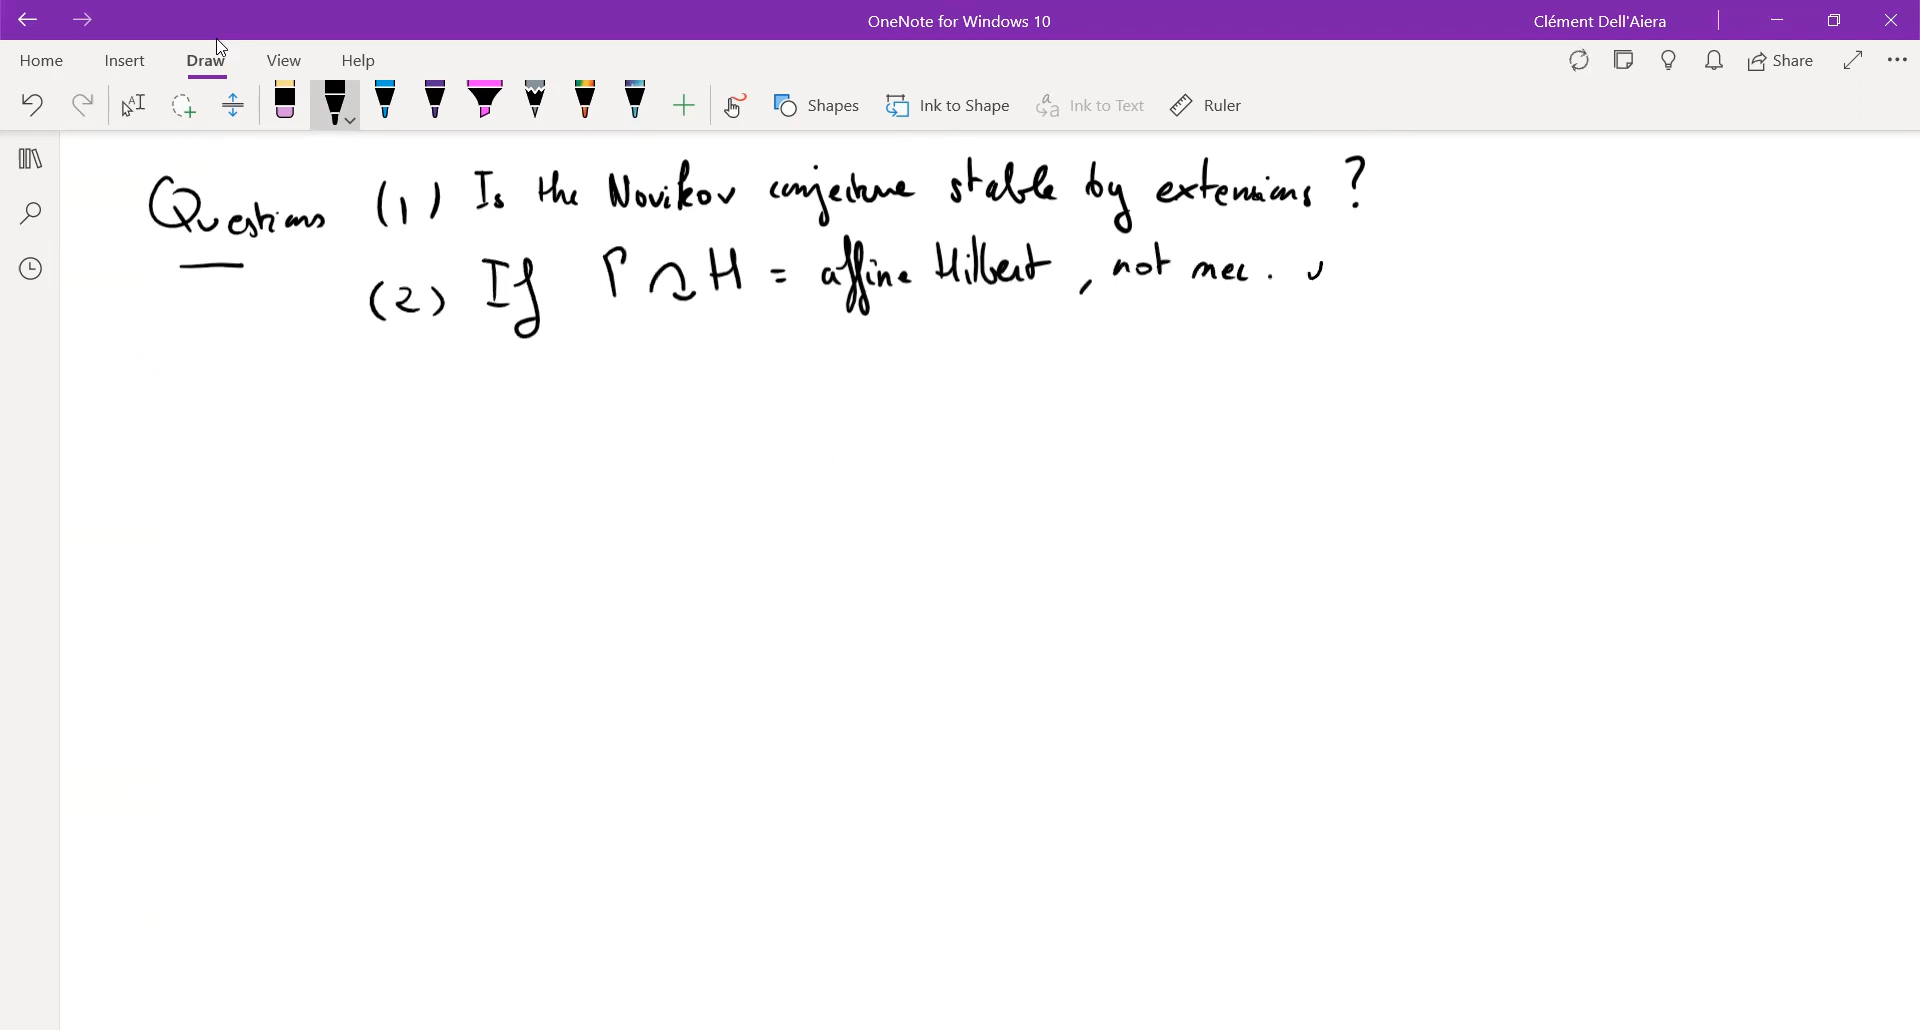 OneNote for Windows 10
Clément Dell'Aiera
Home Insert Draw View Help
Share
Shapes Ink to Shape Ink to Text Ruler
Questions (1) Is the Novikov conjecture stable by extensions ?
(2) If Γ ↷ H = affine Hilbert , not nec .